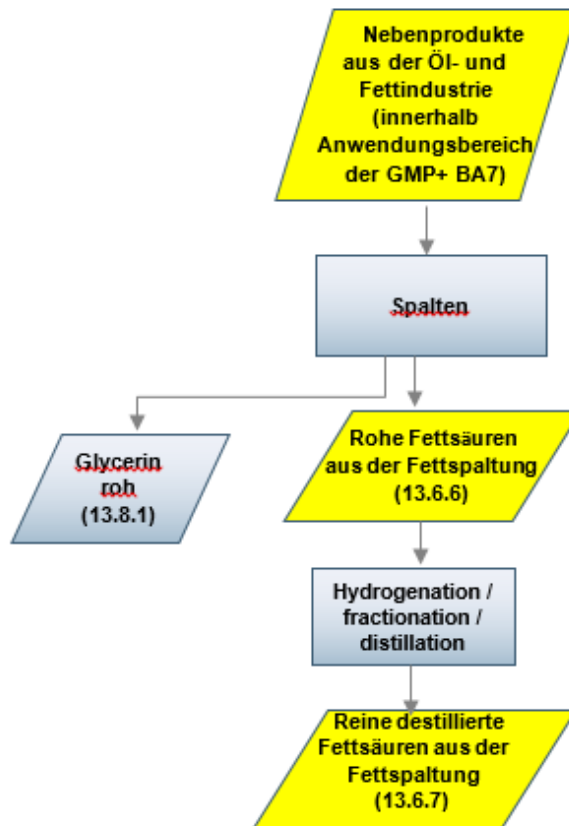 Nebenprodukte
aus der Öl- und
Fettindustrie
(innerhalb
Anwendungsbereich
der GMP+ BA7)
Spalten
Glycerin
roh
(13.8.1)
Rohe Fettsäuren
aus der Fettspaltung
(13.6.6)
Hydrogenation /
fractionation /
distillation
Reine destillierte
Fettsäuren aus der
Fettspaltung
(13.6.7)